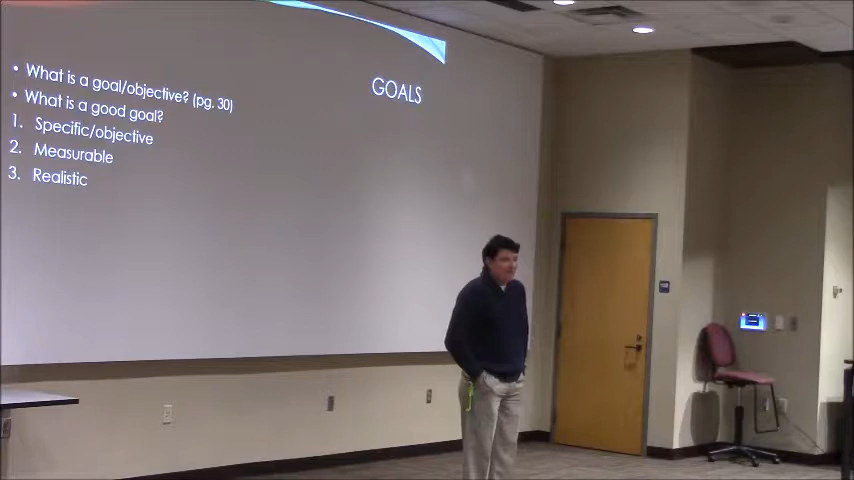 GOALS
• What is a goal/objective? (pg. 30)
• What is a good goal?
1. Specific/objective
2. Measurable
3. Realistic